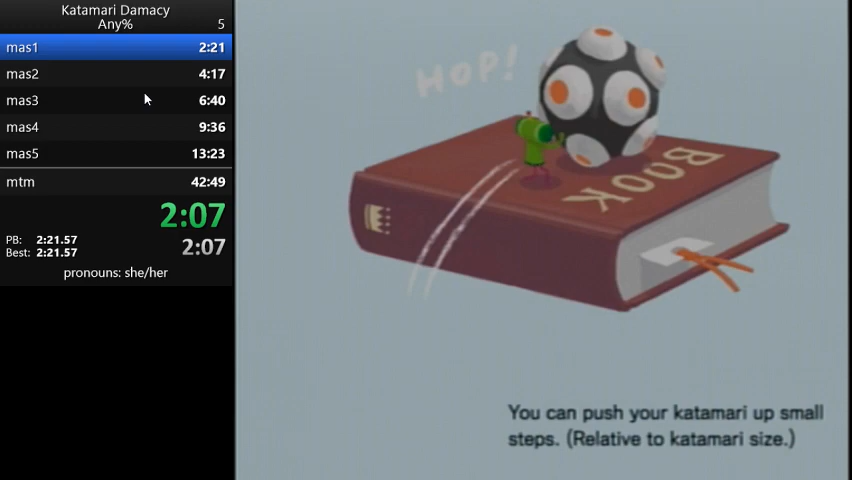 Katamari Damacy
Any%
5
mas1 2:21
mas2 4:17
mas3 6:40
mas4 9:36
mas5 13:23
mtm 42:49
2:07
PB: 2:21.57
Best: 2:21.57
2:07
pronouns: she/her
HOP!
BOOK
You can push your katamari up small
steps. (Relative to katamari size.)